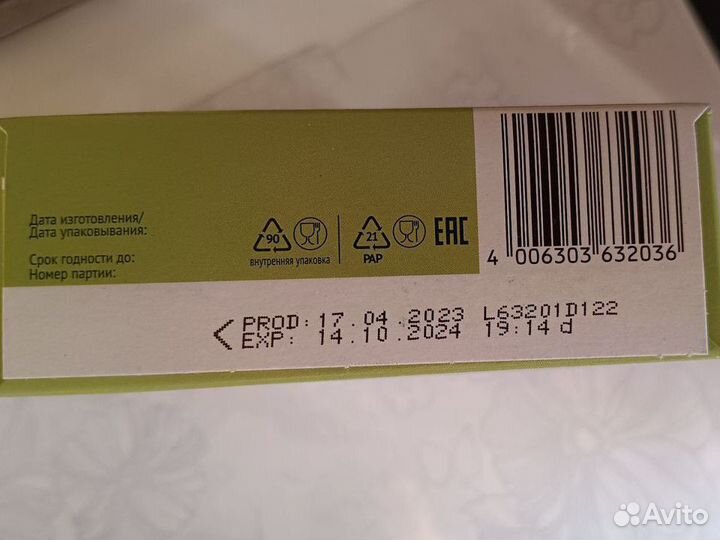 Дата изготовления/
Дата упаковывания:
Срок годности до:
Номер партии:
90
внутренняя упаковка
21
PAP
EAC
4 006303 632036
PROD: 17.04.2023 L63201D122
EXP: 14.10.2024 19:14 d
Avito